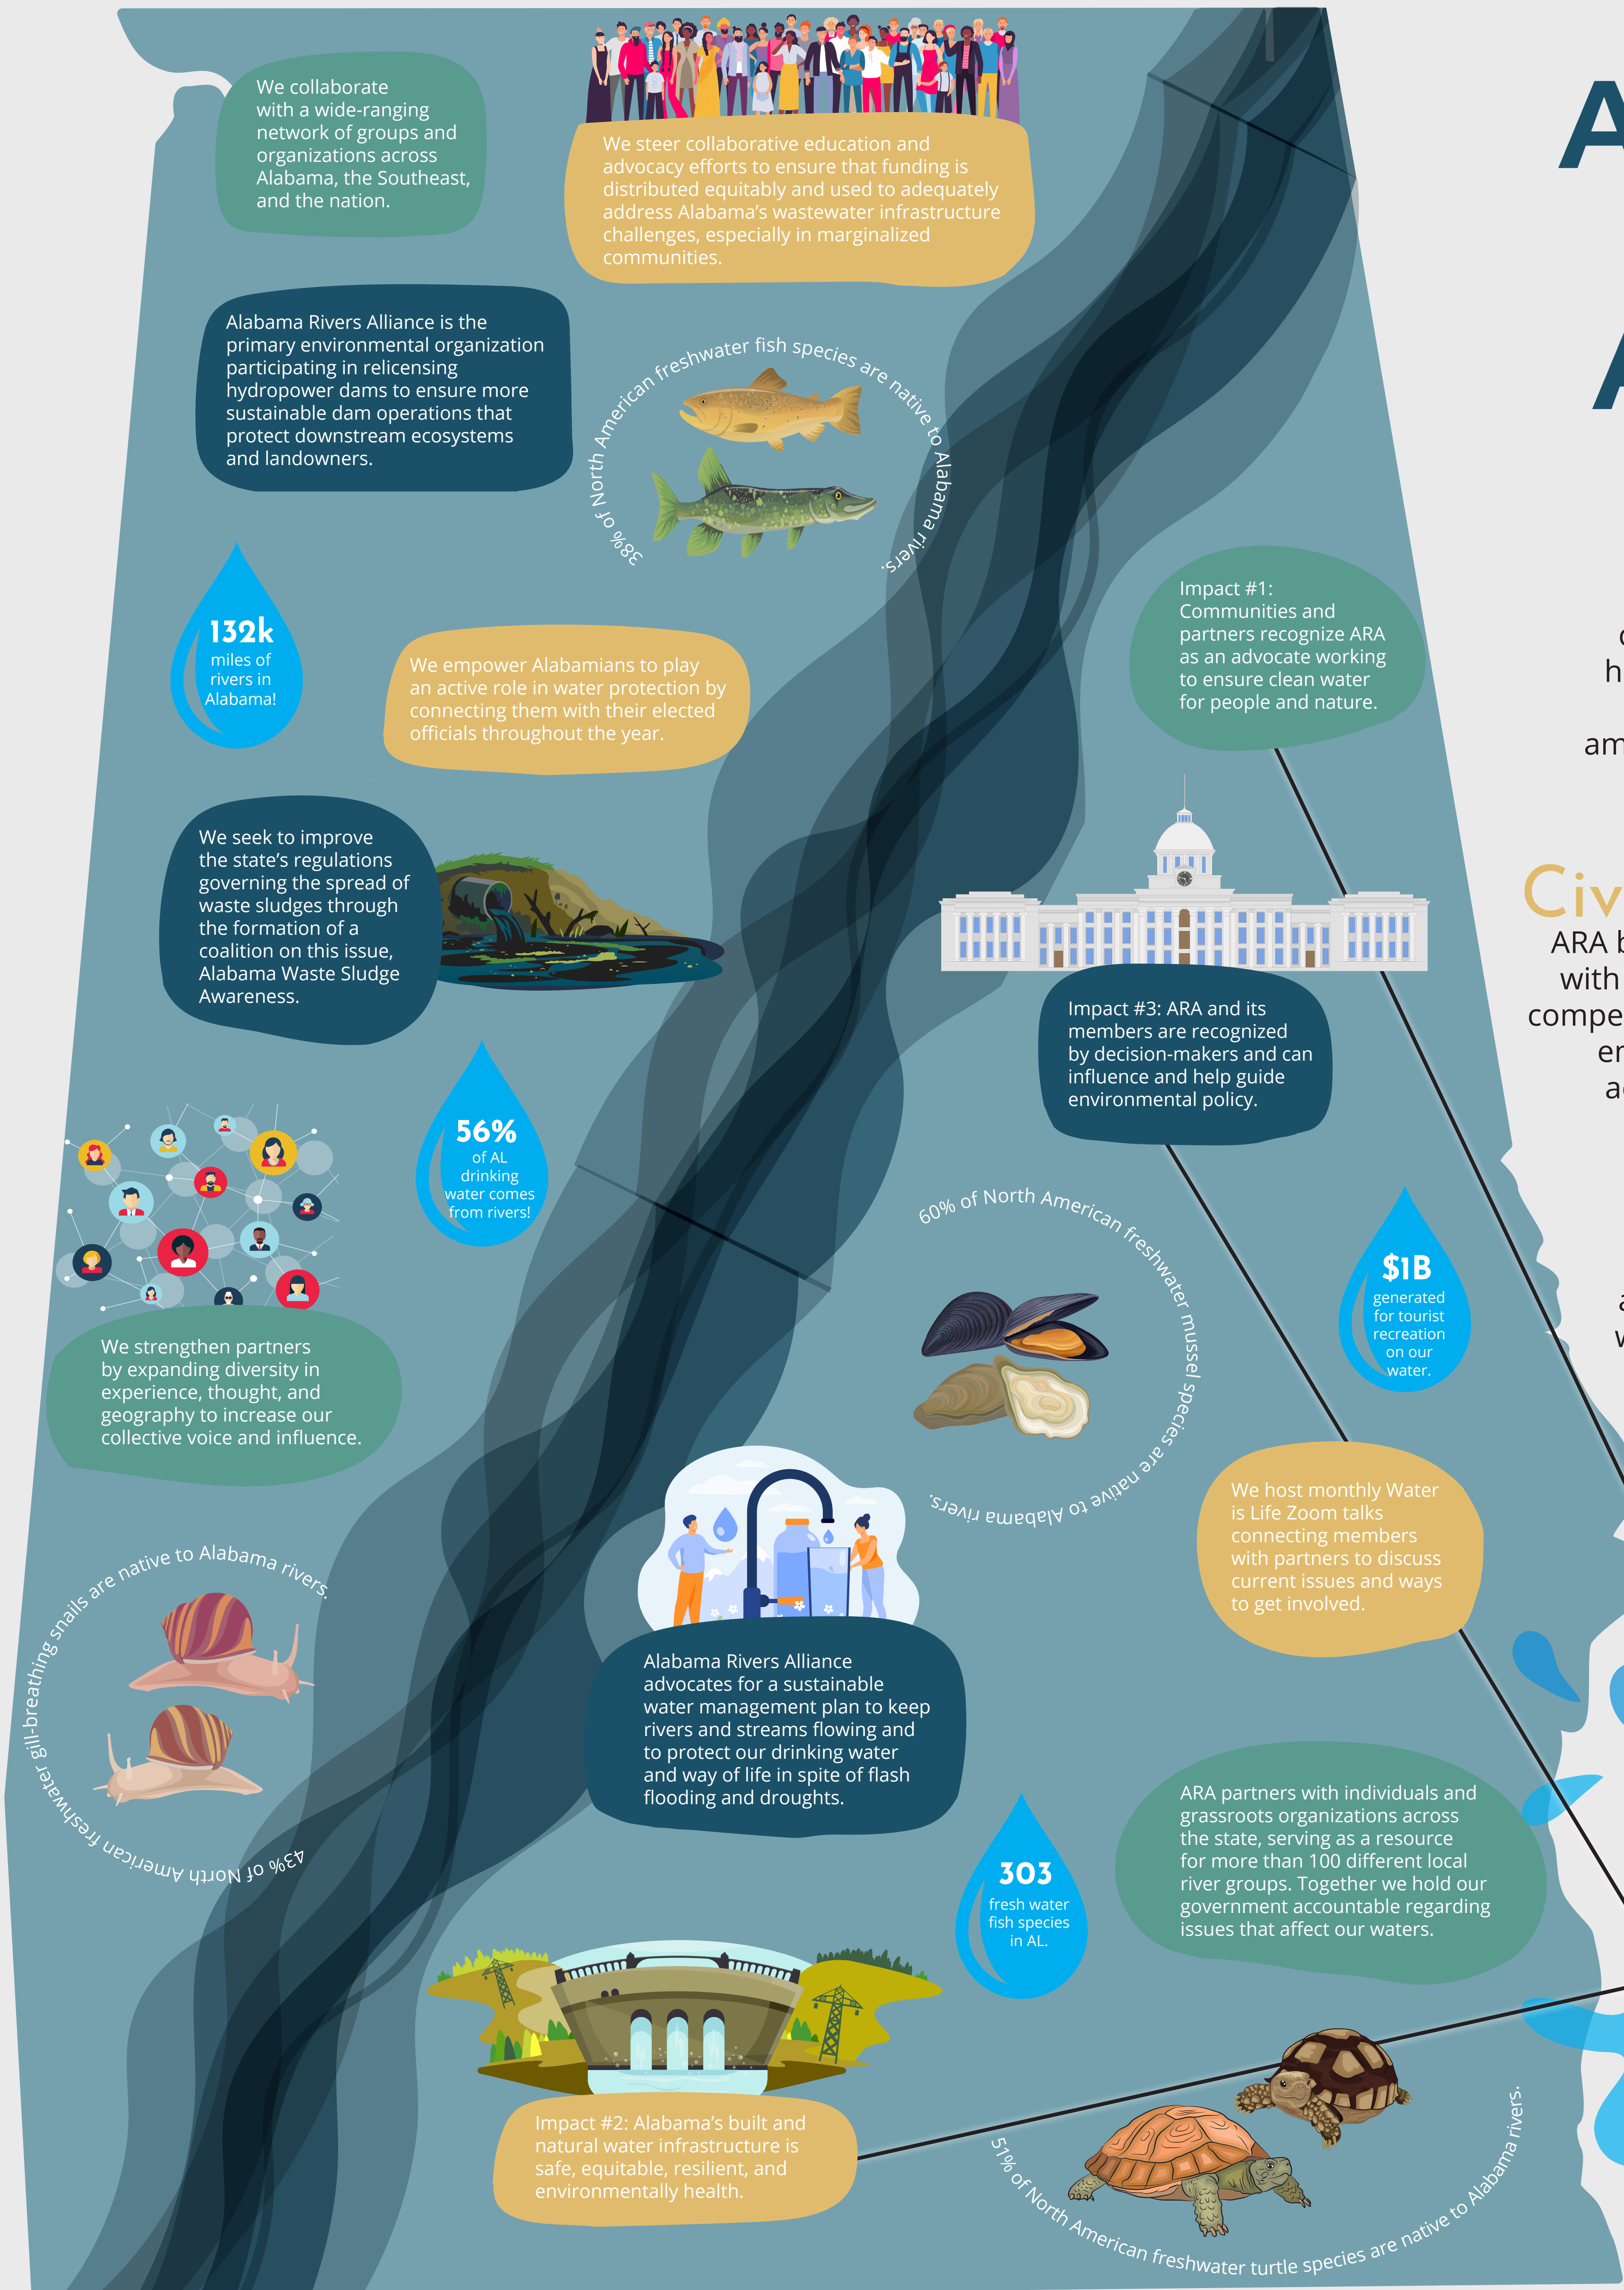 We collaborate
with a wide-ranging
network of groups and
organizations across
Alabama, the Southeast,
and the nation.
We steer collaborative education and
advocacy efforts to ensure that funding is
distributed equitably and used to adequately
address Alabama's wastewater infrastructure
challenges, especially in marginalized
communities.
Alabama Rivers Alliance is the
primary environmental organization
participating in relicensing
hydropower dams to ensure more
sustainable dam operations that
protect downstream ecosystems
and landowners.
38% of North American freshwater fish species are native to Alabama rivers.
132k
miles of
rivers in
Alabama!
We empower Alabamians to play
an active role in water protection by
connecting them with their elected
officials throughout the year.
Impact #1:
Communities and
partners recognize ARA
as an advocate working
to ensure clean water
for people and nature.
We seek to improve
the state's regulations
governing the spread of
waste sludges through
the formation of a
coalition on this issue,
Alabama Waste Sludge
Awareness.
Impact #3: ARA and its
members are recognized
by decision-makers and can
influence and help guide
environmental policy.
56%
of AL
drinking
water comes
from rivers!
60% of North American freshwater mussel species are native to Alabama rivers.
$1B
generated
for tourist
recreation
on our
water.
We strengthen partners
by expanding diversity in
experience, thought, and
geography to increase our
collective voice and influence.
We host monthly Water
is Life Zoom talks
connecting members
with partners to discuss
current issues and ways
to get involved.
43% of North American freshwater gill-breathing snails are native to Alabama rivers.
Alabama Rivers Alliance
advocates for a sustainable
water management plan to keep
rivers and streams flowing and
to protect our drinking water
and way of life in spite of flash
flooding and droughts.
303
fresh water
fish species
in AL.
ARA partners with individuals and
grassroots organizations across
the state, serving as a resource
for more than 100 different local
river groups. Together we hold our
government accountable regarding
issues that affect our waters.
Impact #2: Alabama's built and
natural water infrastructure is
safe, equitable, resilient, and
environmentally health.
51% of North American freshwater turtle species are native to Alabama rivers.
A
A
h
am
Civ
ARA b
with
compe
er
a